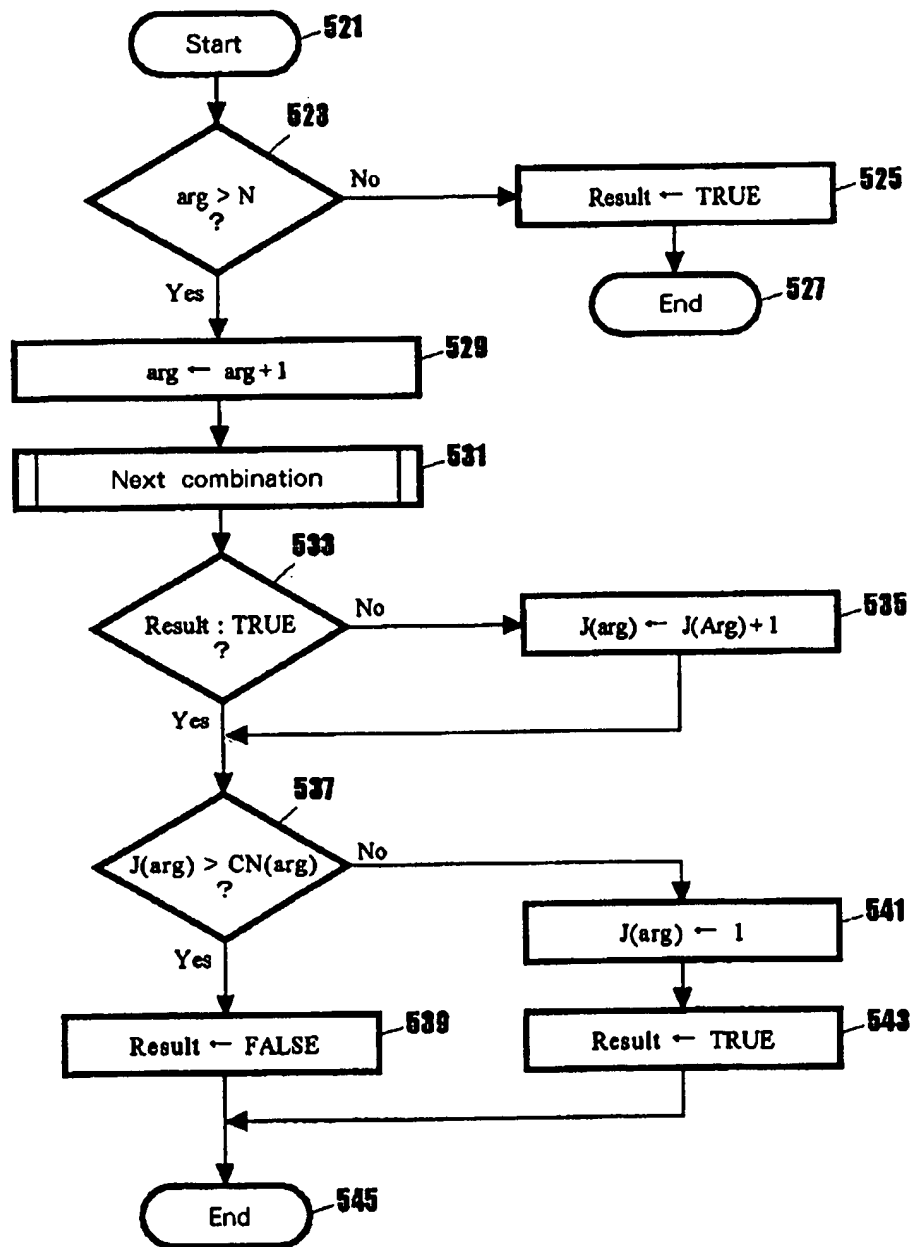 Start
521
523
arg > N
?
No
Result ← TRUE
525
Yes
End
527
arg ← arg + 1
529
Next combination
531
533
Result : TRUE
?
No
J(arg) ← J(Arg) + 1
535
Yes
537
J(arg) > CN(arg)
?
No
J(arg) ← 1
541
Yes
Result ← FALSE
539
Result ← TRUE
543
End
545